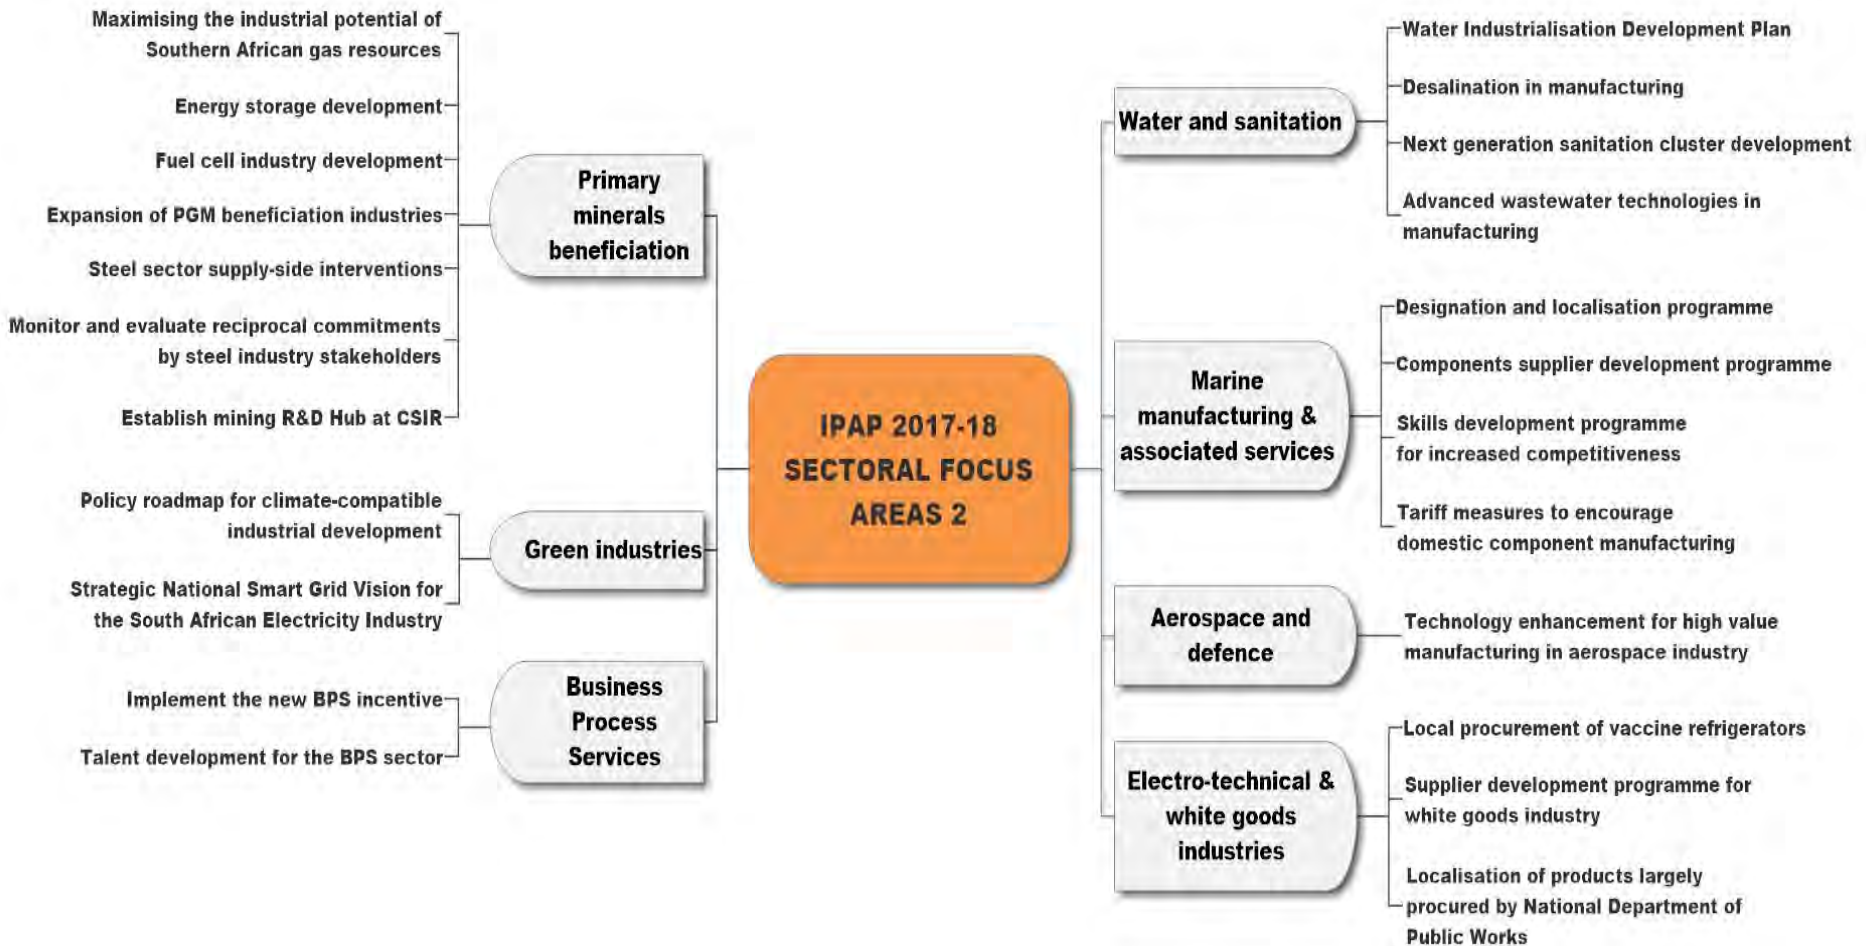 Maximising the industrial potential of
Southern African gas resources
Energy storage development
Fuel cell industry development
Expansion of PGM beneficiation industries
Steel sector supply-side interventions
Monitor and evaluate reciprocal commitments
by steel industry stakeholders
Establish mining R&D Hub at CSIR
Primary
minerals
beneficiation
Policy roadmap for climate-compatible
industrial development
Strategic National Smart Grid Vision for
the South African Electricity Industry
Green industries
Implement the new BPS incentive
Talent development for the BPS sector
Business
Process
Services
IPAP 2017-18
SECTORAL FOCUS
AREAS 2
Water and sanitation
Water Industrialisation Development Plan
Desalination in manufacturing
Next generation sanitation cluster development
Advanced wastewater technologies in
manufacturing
Marine
manufacturing &
associated services
Designation and localisation programme
Components supplier development programme
Skills development programme
for increased competitiveness
Tariff measures to encourage
domestic component manufacturing
Aerospace and
defence
Technology enhancement for high value
manufacturing in aerospace industry
Electro-technical &
white goods
industries
Local procurement of vaccine refrigerators
Supplier development programme for
white goods industry
Localisation of products largely
procured by National Department of
Public Works